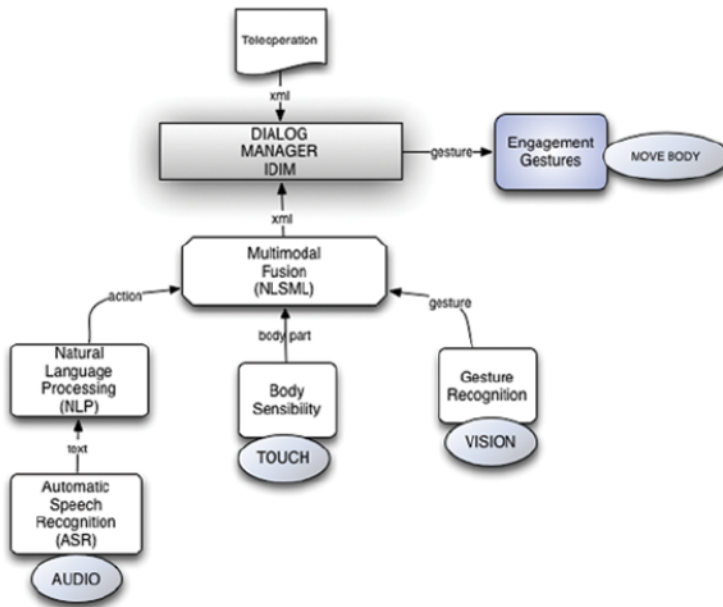 Teleoperation
xml
DIALOG
MANAGER
IDIM
gesture
Engagement
Gestures
MOVE BODY
xml
Multimodal
Fusion
(NLSML)
action
body part
gesture
Natural
Language
Processing
(NLP)
Body
Sensibility
TOUCH
Gesture
Recognition
VISION
text
Automatic
Speech
Recognition
(ASR)
AUDIO